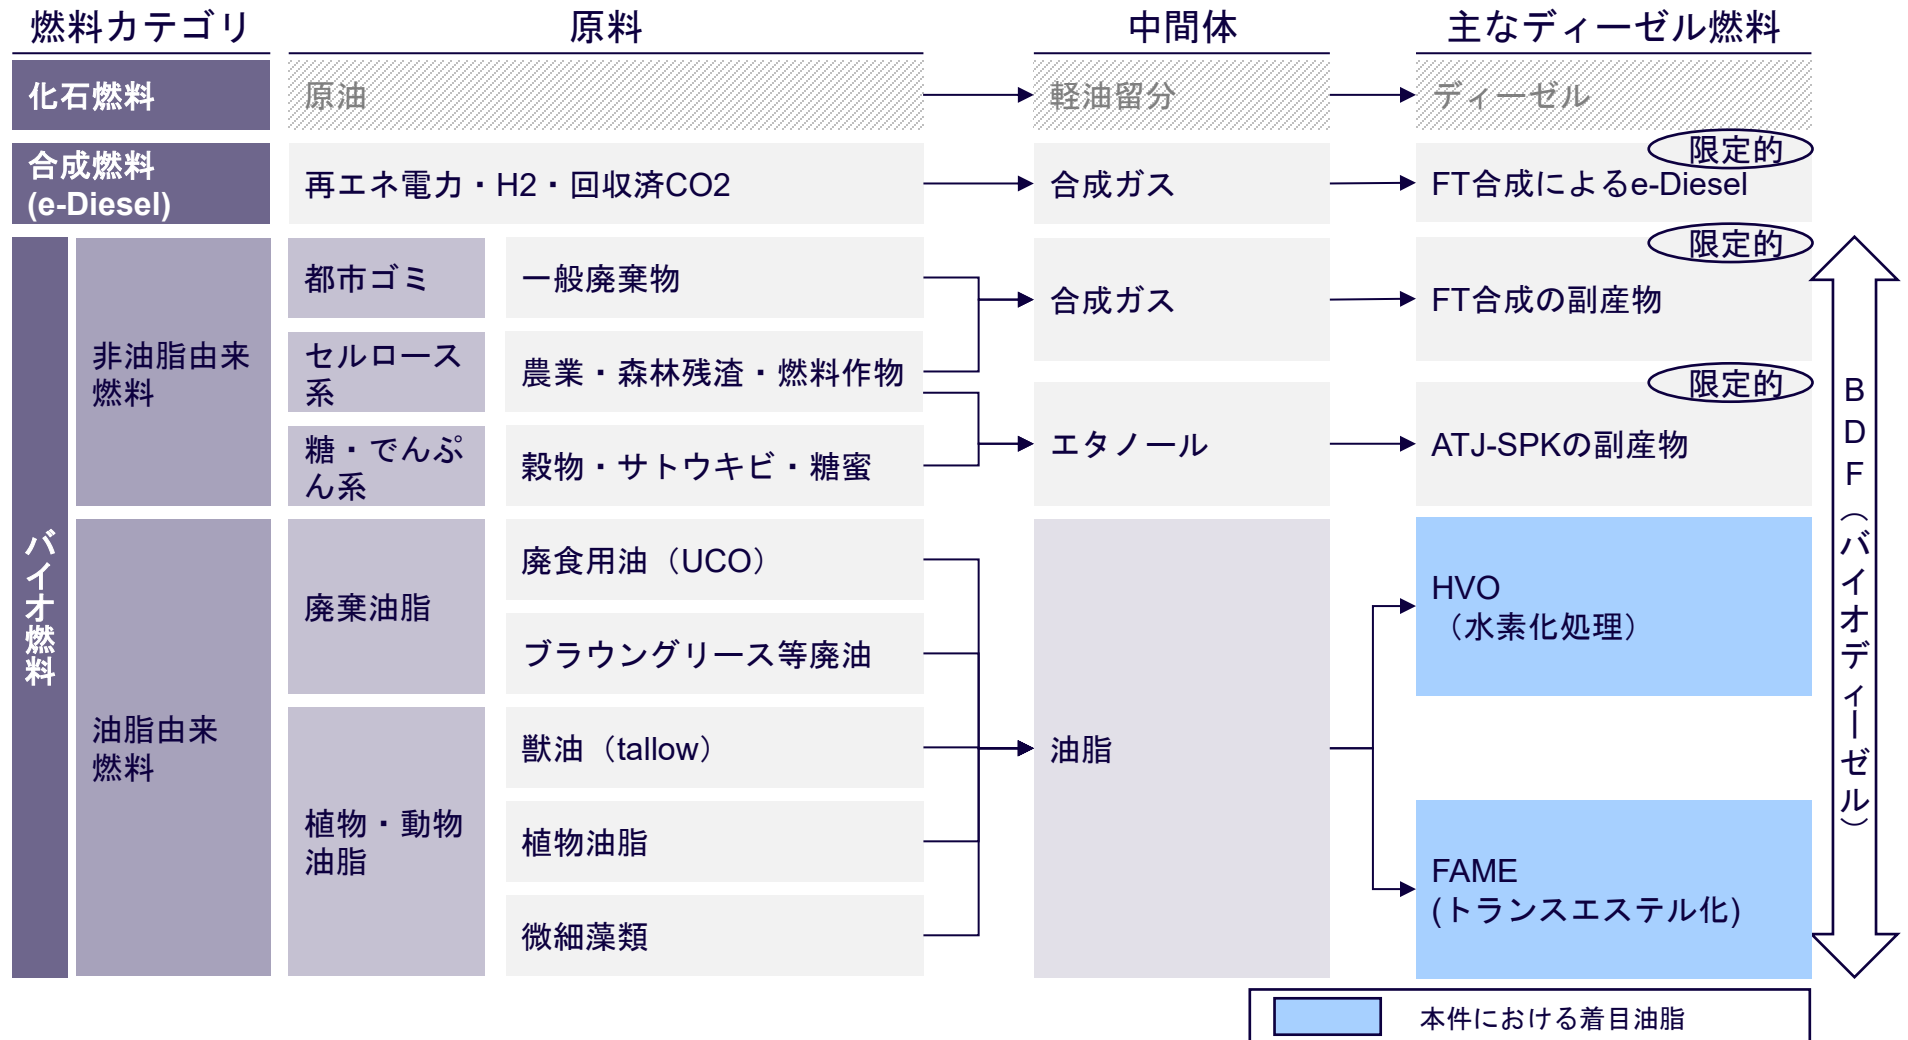 燃料カテゴリ
原料
中間体
主なディーゼル燃料
化石燃料
原油
軽油留分
ディーゼル
合成燃料
(e-Diesel)
再エネ電力・H2・回収済CO2
合成ガス
限定的
FT合成によるe-Diesel
バイオ燃料
非油脂由来
燃料
都市ゴミ
一般廃棄物
セルロース
系
農業・森林残渣・燃料作物
糖・でんぷ
ん系
穀物・サトウキビ・糖蜜
合成ガス
限定的
FT合成の副産物
エタノール
限定的
ATJ-SPKの副産物
油脂由来
燃料
廃棄油脂
廃食用油（UCO）
ブラウングリース等廃油
植物・動物
油脂
獣油（tallow）
植物油脂
微細藻類
油脂
HVO
（水素化処理）
FAME
(トランスエステル化)
BDF（バイオディーゼル）
本件における着目油脂